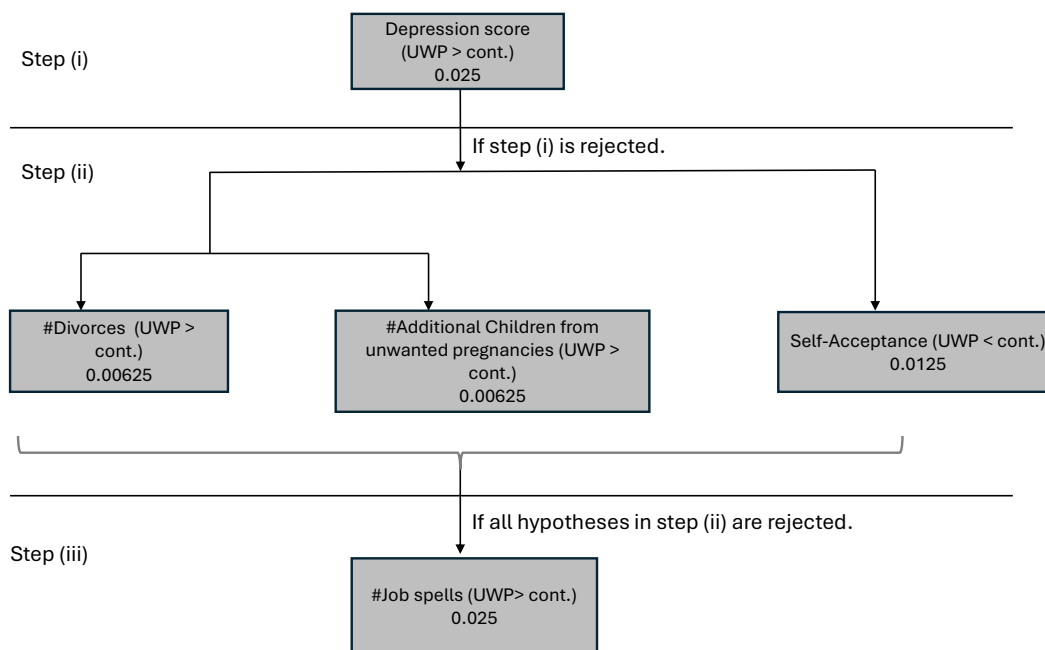 Step (i)
Depression score
(UWP > cont.)
0.025
If step (i) is rejected.
Step (ii)
#Divorces (UWP >
cont.)
0.00625
#Additional Children from
unwanted pregnancies (UWP >
cont.)
0.00625
Self-Acceptance (UWP < cont.)
0.0125
If all hypotheses in step (ii) are rejected.
Step (iii)
#Job spells (UWP> cont.)
0.025